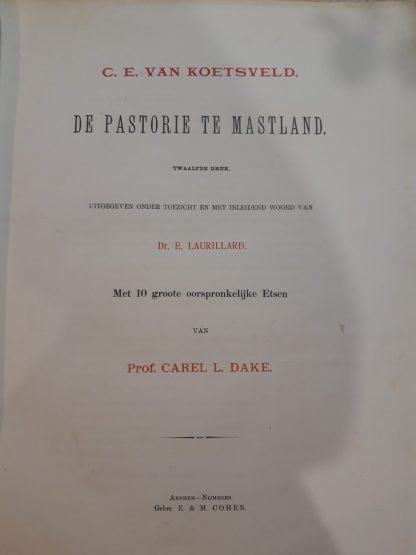 C. E. VAN KOETSVELD.
DE PASTORIE TE MASTLAND.
TWAALFDE DRUK.
UITGEGEVEN ONDER TOEZICHT EN MET INLEIDEND WOORD VAN
Dr. E. LAURILLARD.
Met 10 groote oorspronkelijke Etsen
VAN
Prof. CAREL L. DAKE.
ARNHEM—NIJMEGEN
Gebrs. E & M COHEN.